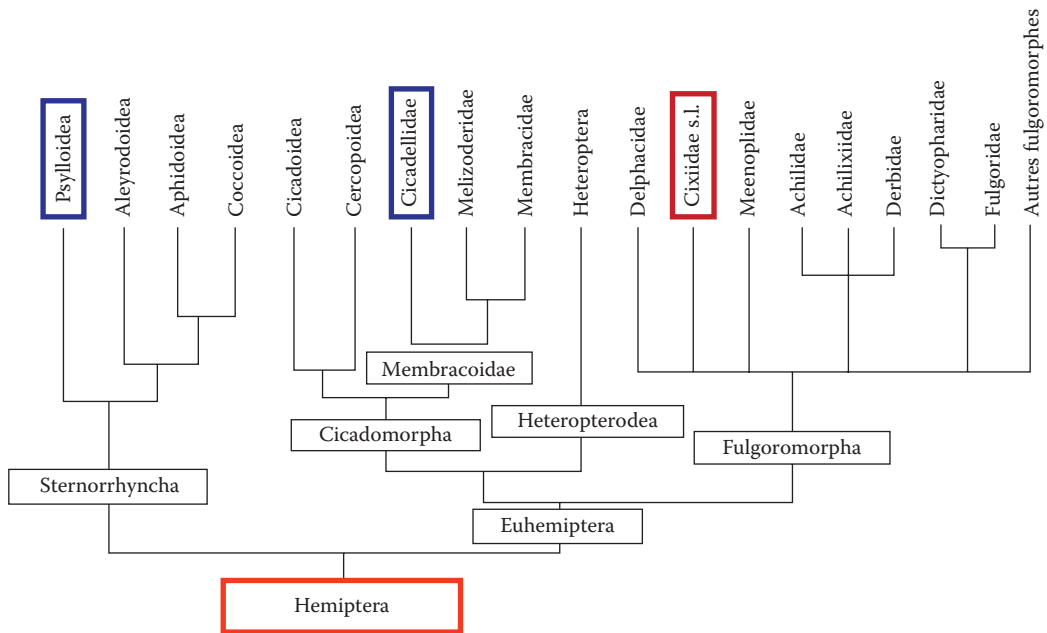 Psylloidea
Aleyrodoidea
Aphidoidea
Coccoidea
Cicadoidea
Cercopoidea
Cicadellidae
Melizoderidae
Membracidae
Heteroptera
Delphacidae
Cixiidae s.l.
Meenoplidae
Achilidae
Achilixiidae
Derbidae
Dictyopharidae
Fulgoridae
Autres fulgoromorphes
Membracoidae
Cicadomorpha
Heteropterodea
Fulgoromorpha
Sternorrhyncha
Euhemiptera
Hemiptera